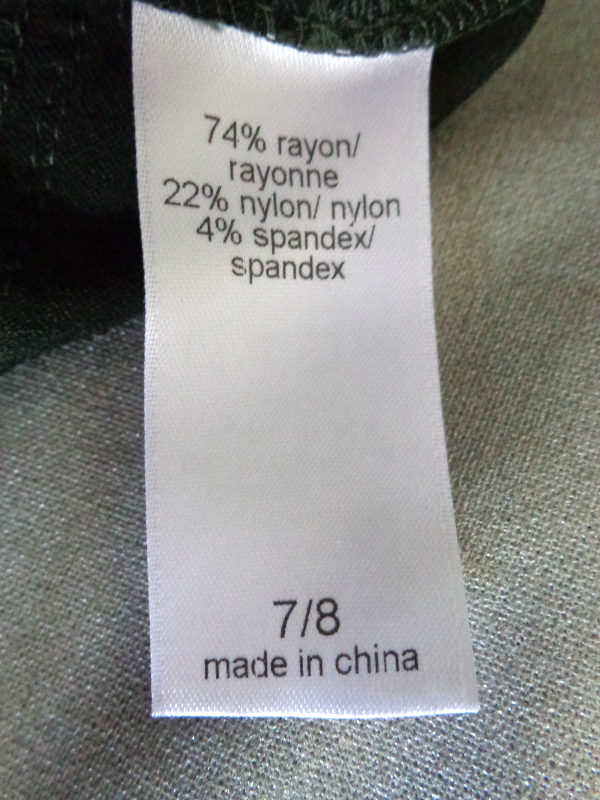 74% rayon/
rayonne
22% nylon/ nylon
4% spandex/
spandex
7/8
made in china